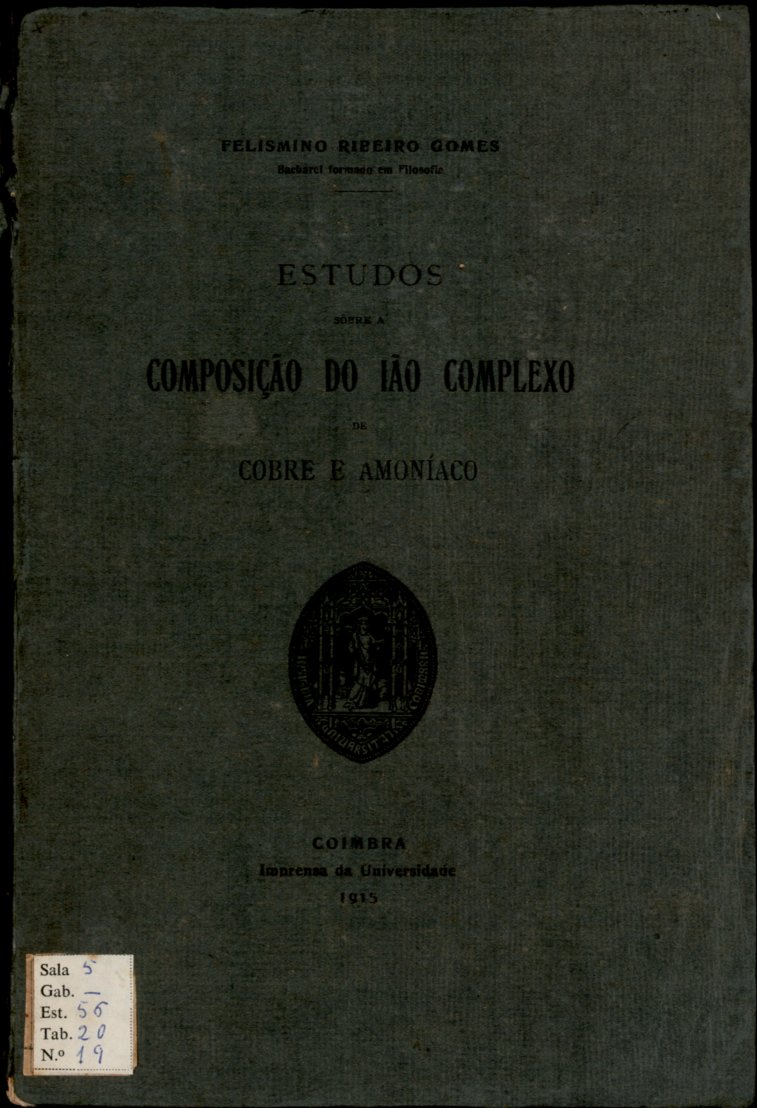 FELISMINO RIBEIRO GOMES
Bacharel formado em Filosofia
ESTUDOS
SÔBRE A
COMPOSIÇÃO DO IÃO COMPLEXO
DE
COBRE E AMONÍACO
COIMBRA
Imprensa da Universidade
1915
Sala 5
Gab. —
Est. 56
Tab. 20
N.º 19